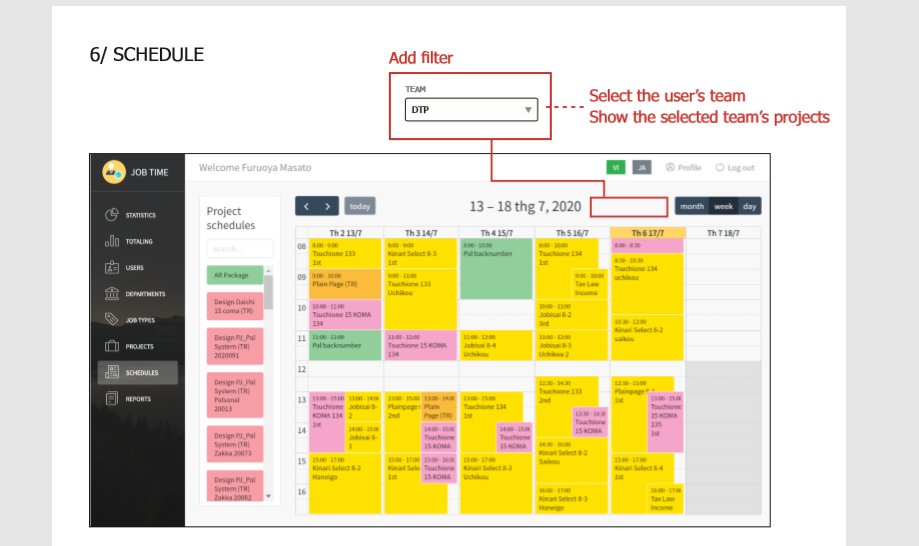 6/ SCHEDULE
Add filter
TEAM
DTP
Select the user's team
Show the selected team's projects
JOB TIME
Welcome Furuoya Masato
VI
JA
Profile
Log out
STATISTICS
TOTALING
USERS
DEPARTMENTS
JOB TYPES
PROJECTS
SCHEDULES
REPORTS
Project
schedules
search...
AR Package
Design Daichi
15 coma (TR)
Design PJ_Pal
System (TR)
2020091
Design PJ_Pal
System (TR)
Palsonal
20013
Design PJ_Pal
System (TR)
Zakka 20073
Design PJ_Pal
System (TR)
Zakka 20082
today
13 – 18 thg 7, 2020
month
week
day
Th 2 13/7
Th 3 14/7
Th 4 15/7
Th 5 16/7
Th 6 17/7
Th 7 18/7
08
09
10
11
12
13
14
15
16
8:00 - 9:00
Tsuchione 133
1st
9:00 - 10:00
Plain Page (TR)
10:00 - 11:00
Tsuchione 15 KOMA
134
11:00 - 12:00
Pal backnumber
13:00 - 15:00
Tsuchione
KOMA 134
1st
13:00 - 14:00
Jobisai 8-
2
14:00 - 15:00
Jobisai 8-
1
15:00 - 17:00
Kinari Select 8-2
Haneigo
8:00 - 9:00
Kinari Select 8-3
1st
9:00 - 11:00
Tsuchione 133
Uchikou
11:00 - 12:00
Tsuchione 15 KOMA
134
13:00 - 15:00
Plainpage
2nd
13:00 - 14:00
Plain
Page (TR)
14:00 - 15:00
Tsuchione
15 KOMA
15:00 - 17:00
Kinari Sele
1st
15:00 - 16:00
Tsuchione
15 KOMA
8:00 - 10:00
Pal backnumber
11:00 - 12:00
Jobisai 8-4
Uchikou
13:00 - 15:00
Tsuchione 134
1st
14:00 - 15:00
Tsuchione
15 KOMA
15:00 - 17:00
Kinari Select 8-3
Uchikou
8:00 - 10:00
Tsuchione 134
1st
9:00 - 10:00
Tax Law
Income
10:00 - 11:00
Jobisai 8-2
3rd
11:00 - 12:00
Jobisai 8-3
Uchikou 2
12:30 - 14:30
Tsuchione 133
2nd
13:30 - 14:30
Tsuchione
15 KOMA
14:30 - 16:00
Kinari Select 8-2
Saikou
16:00 - 17:00
Kinari Select 8-3
Haneigo
8:00 - 8:30
8:30 - 10:30
Tsuchione 134
uchikou
10:30 - 12:00
Kinari Select 8-2
saikou
12:30 - 15:00
Plainpage
1st
13:00 - 15:00
Tsuchione
15 KOMA
135
1st
15:00 - 17:00
Kinari Select 8-4
1st
16:00 - 17:00
Tax Law
Income